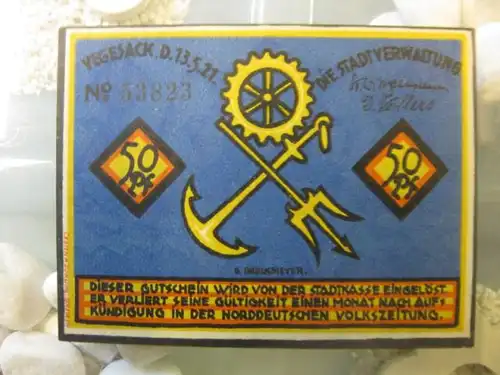 VEGESACK, D. 13.5.21.
DIE STADTVERWALTUNG
No 53823
50
Pf
50
Pf
DIESER GUTSCHEIN WIRD VON DER STADTKASSE EINGELÖST
ER VERLIERT SEINE GÜLTIGKEIT EINEN MONAT NACH AUF=
KÜNDIGUNG IN DER NORDDEUTSCHEN VOLKSZEITUNG.